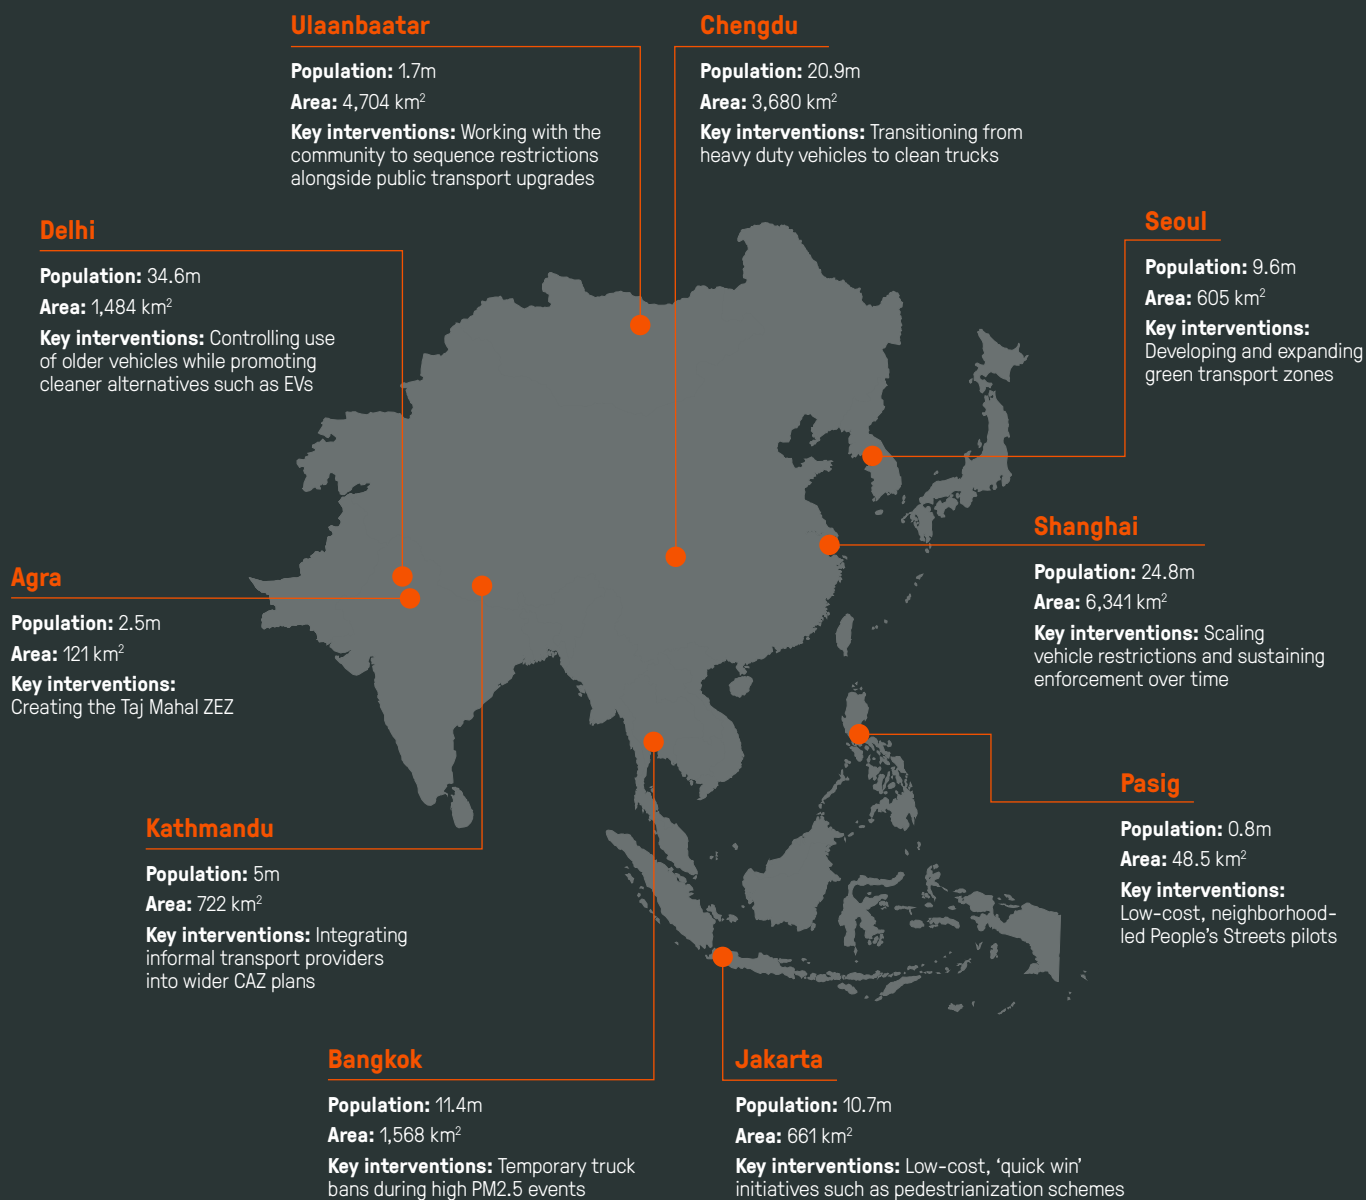 Ulaanbaatar
Population: 1.7m
Area: 4,704 km²
Key interventions: Working with the
community to sequence restrictions
alongside public transport upgrades
Chengdu
Population: 20.9m
Area: 3,680 km²
Key interventions: Transitioning from
heavy duty vehicles to clean trucks
Delhi
Population: 34.6m
Area: 1,484 km²
Key interventions: Controlling use
of older vehicles while promoting
cleaner alternatives such as EVs
Seoul
Population: 9.6m
Area: 605 km²
Key interventions:
Developing and expanding
green transport zones
Shanghai
Population: 24.8m
Area: 6,341 km²
Key interventions: Scaling
vehicle restrictions and sustaining
enforcement over time
Agra
Population: 2.5m
Area: 121 km²
Key interventions:
Creating the Taj Mahal ZEZ
Pasig
Population: 0.8m
Area: 48.5 km²
Key interventions:
Low-cost, neighborhood-
led People's Streets pilots
Kathmandu
Population: 5m
Area: 722 km²
Key interventions: Integrating
informal transport providers
into wider CAZ plans
Bangkok
Population: 11.4m
Area: 1,568 km²
Key interventions: Temporary truck
bans during high PM2.5 events
Jakarta
Population: 10.7m
Area: 661 km²
Key interventions: Low-cost, ‘quick win’
initiatives such as pedestrianization schemes